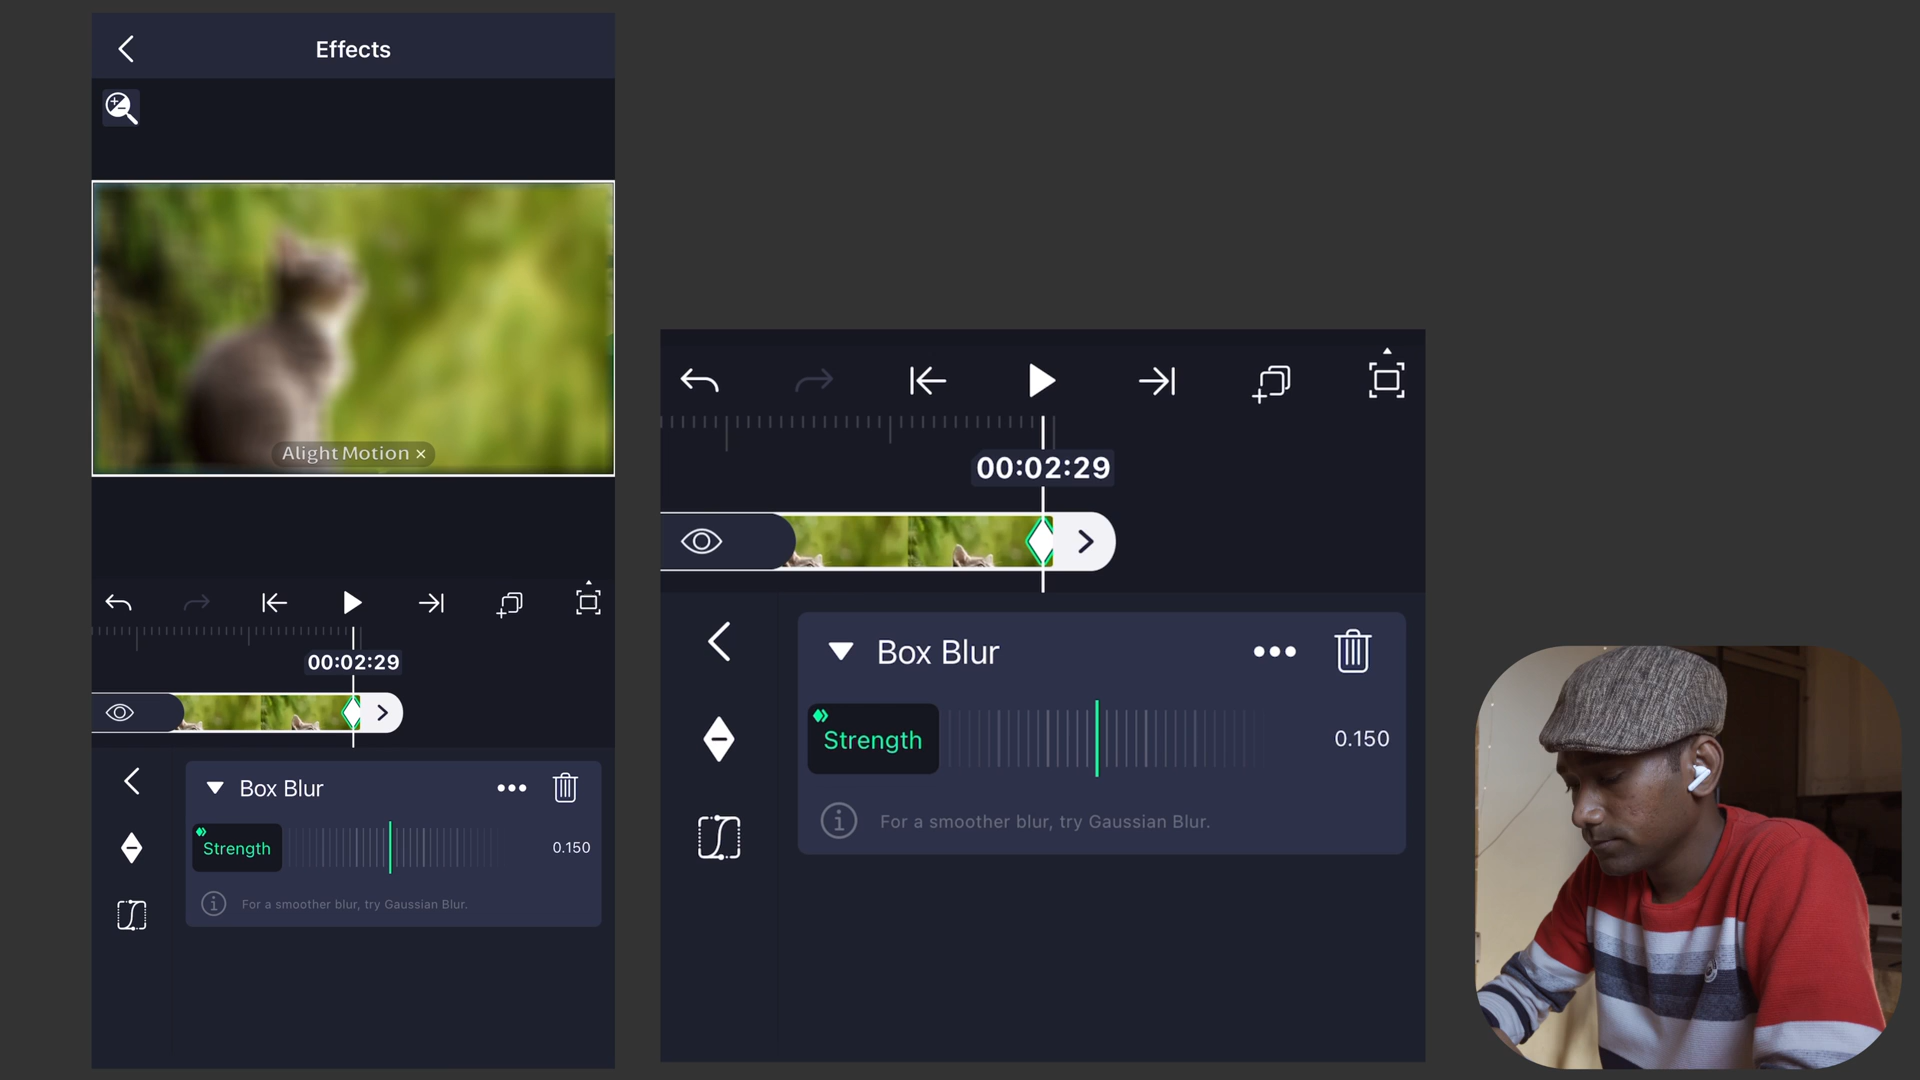 Effects
Alight Motion ×
00:02:29
Box Blur
Strength
0.150
For a smoother blur, try Gaussian Blur.
00:02:29
Box Blur
Strength
0.150
For a smoother blur, try Gaussian Blur.